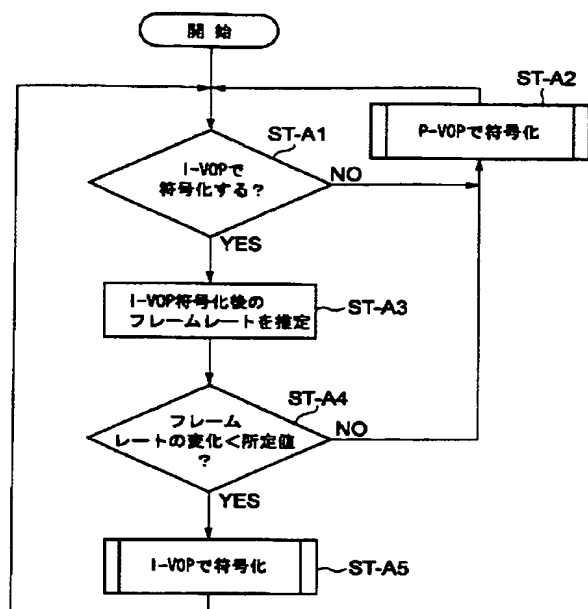 開 始
ST-A2
P-VOPで符号化
ST-A1
I-VOPで
符号化する?
NO
YES
I-VOP符号化後の
フレームレートを推定
ST-A3
ST-A4
フレーム
レートの変化<所定値
?
NO
YES
I-VOPで符号化
ST-A5